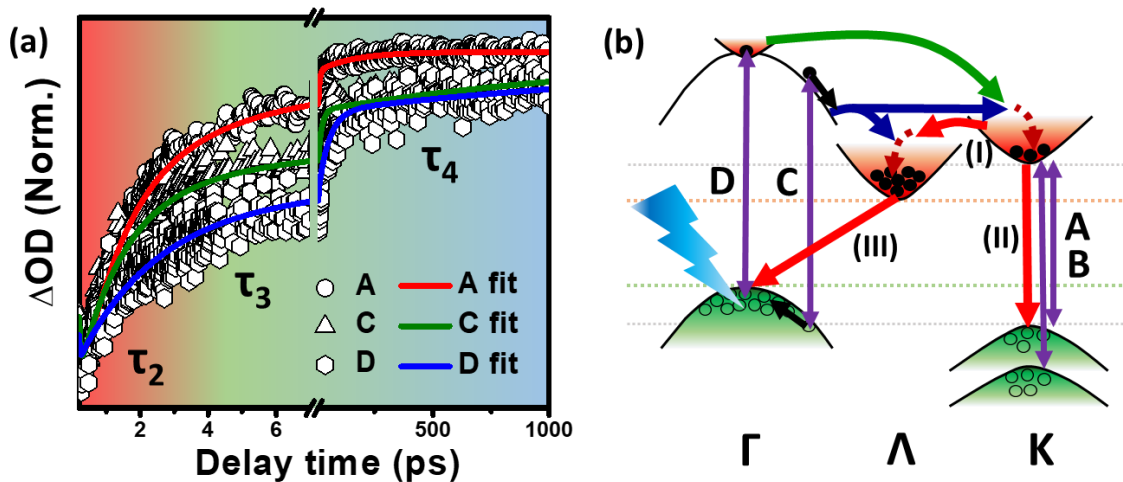 (a)
ΔOD (Norm.)
τ2
τ3
τ4
A A fit
C C fit
D D fit
2 4 6 500 1000
Delay time (ps)
(b)
D C
(I)
(II)
(III)
A
B
Γ Λ K